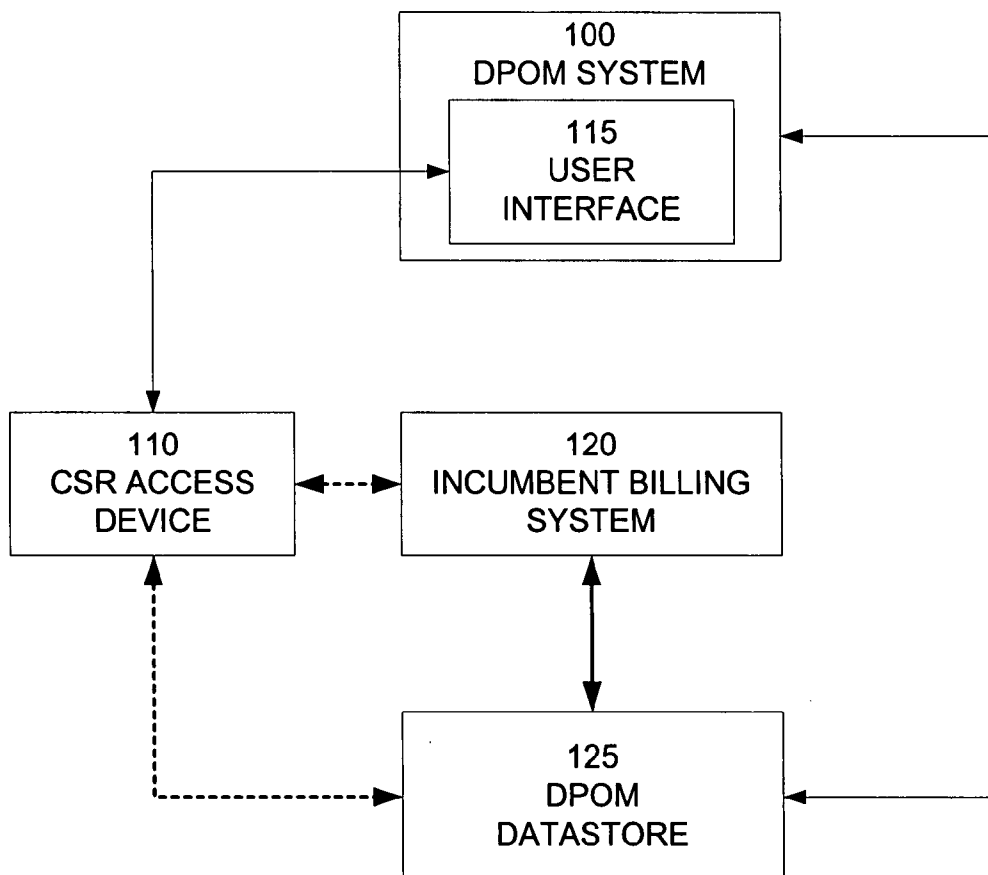 100
DPOM SYSTEM
115
USER
INTERFACE
110
CSR ACCESS
DEVICE
120
INCUMBENT BILLING
SYSTEM
125
DPOM
DATASTORE